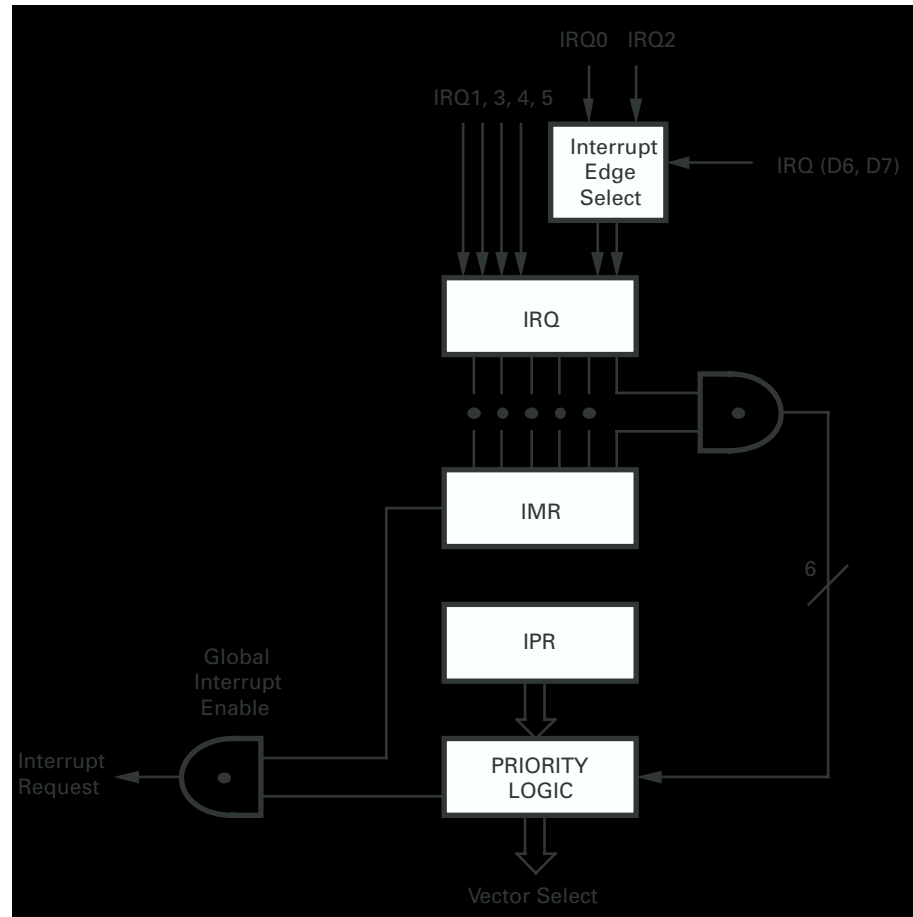 IRQ0 IRQ2
IRQ1, 3, 4, 5
Interrupt
Edge
Select
IRQ (D6, D7)
IRQ
IMR
6
IPR
Global
Interrupt
Enable
Interrupt
Request
PRIORITY
LOGIC
Vector Select